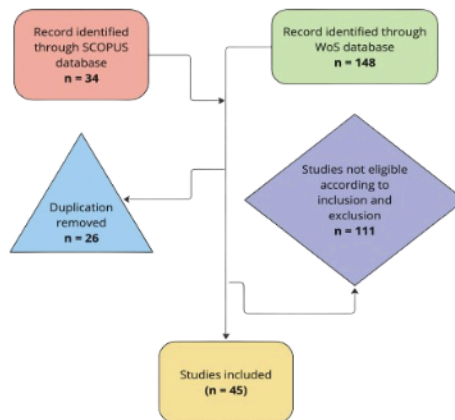 Record identified
through SCOPUS
database
n = 34
Record identified through
WoS database
n = 148
Duplication
removed
n = 26
Studies not eligible
according to
inclusion and
exclusion
n = 111
Studies included
(n = 45)